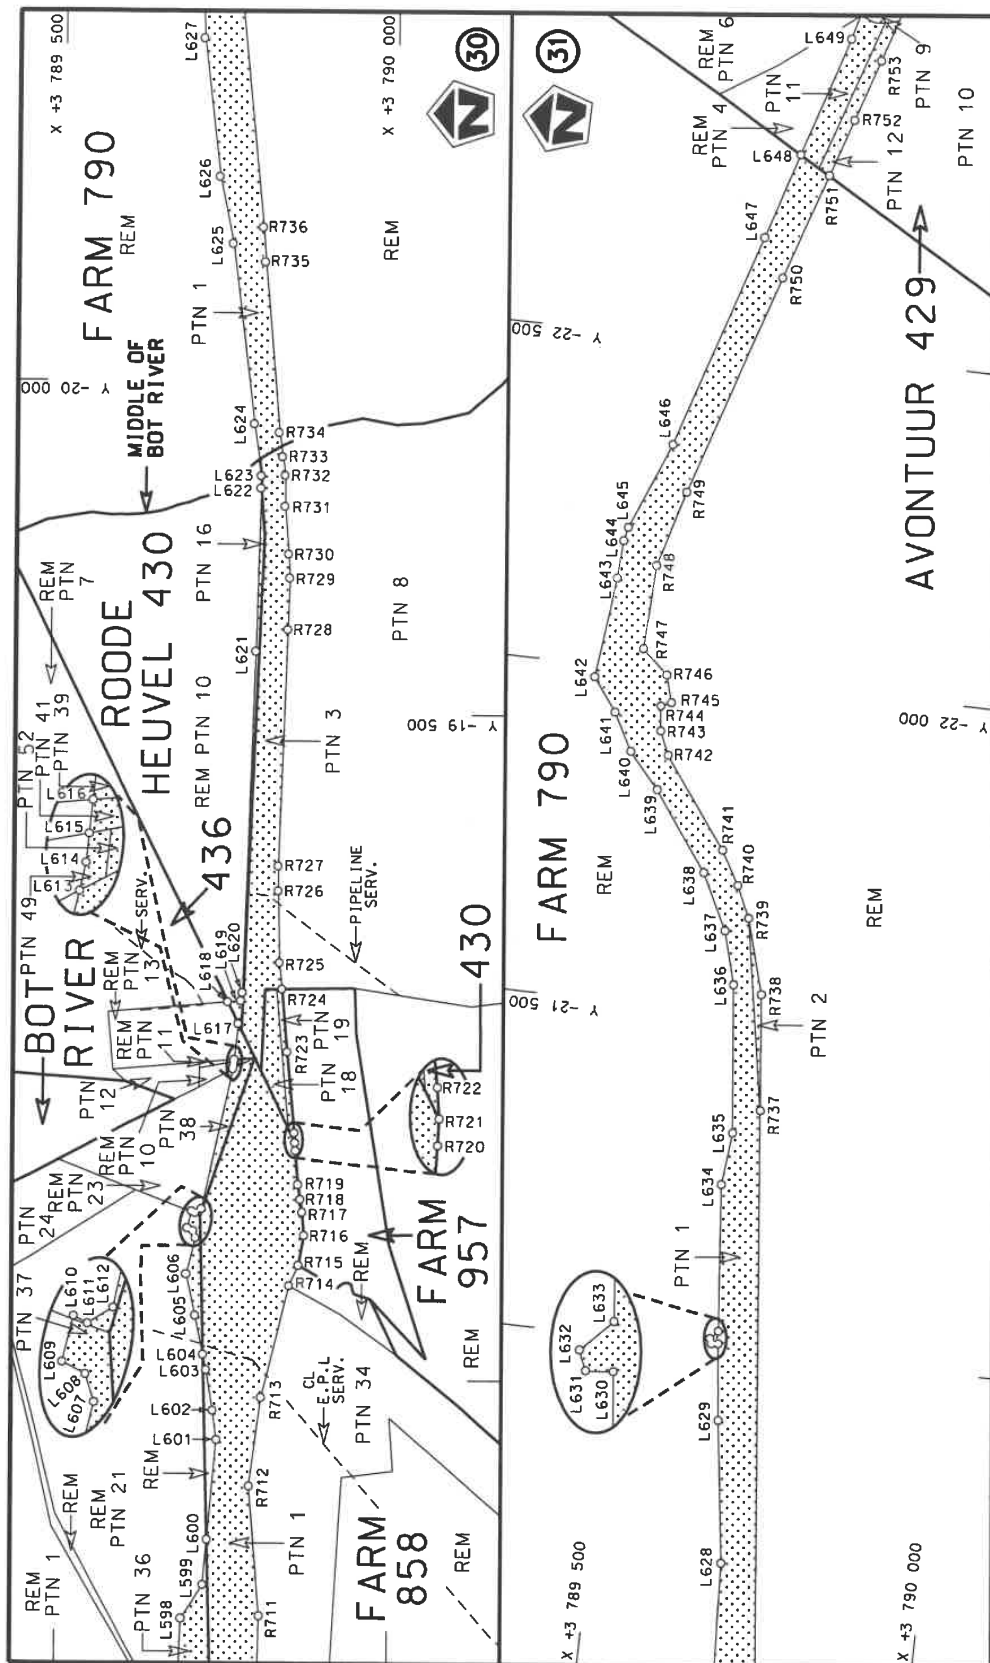 X +3 789 500
X +3 790 000
30
N
L627
L626
L625
R736
R735
REM
FARM 790
REM
PTN 1
Y -20 000
MIDDLE OF
BOT RIVER
L624
L623
L622
R734
R733
R732
R731
R730
R729
R728
PTN 16
PTN 8
REM
PTN
7
ROODE
HEUVEL 430
L621
REM PTN 10
PTN 3
Y -19 500
PTN 52
PTN 41
PTN 39
L616
L615
L614
L613
PTN 49
436
SERV.
R727
R726
PIPELINE
SERV.
R725
R724
L620
L619
L618
L617
BOT
RIVER
REM
PTN
13
REM
PTN
11
PTN
12
REM
PTN
10
PTN
38
PTN
19
R723
PTN
18
430
R722
R721
R720
R719
R718
R717
R716
R715
R714
REM
FARM
957
REM
REM
PTN
23
PTN
24
PTN 37
L612
L611
L610
L609
L608
L607
L606
L605
L604
L603
L602
L601
REM
R713
R712
R711
CL
E.P.L
SERV.
PTN 34
REM
REM
PTN 21
REM
PTN 1
PTN 36
L600
L599
L598
PTN 1
FARM
858
REM
31
N
REM
PTN 6
L649
R753
PTN 9
PTN
11
REM
PTN 4
R752
L648
R751
PTN 12
PTN 10
L647
R750
Y -22 500
AVONTUUR 429
L646
R749
L645
L644
L643
R748
R747
L642
R746
R745
R744
R743
R742
L641
L640
L639
Y -22 000
FARM 790
REM
R741
R740
R739
L638
L637
L636
R738
REM
Y -21 500
PTN 2
R737
L635
L634
PTN 1
L633
L632
L631
L630
L629
L628
X +3 789 500
X +3 790 000